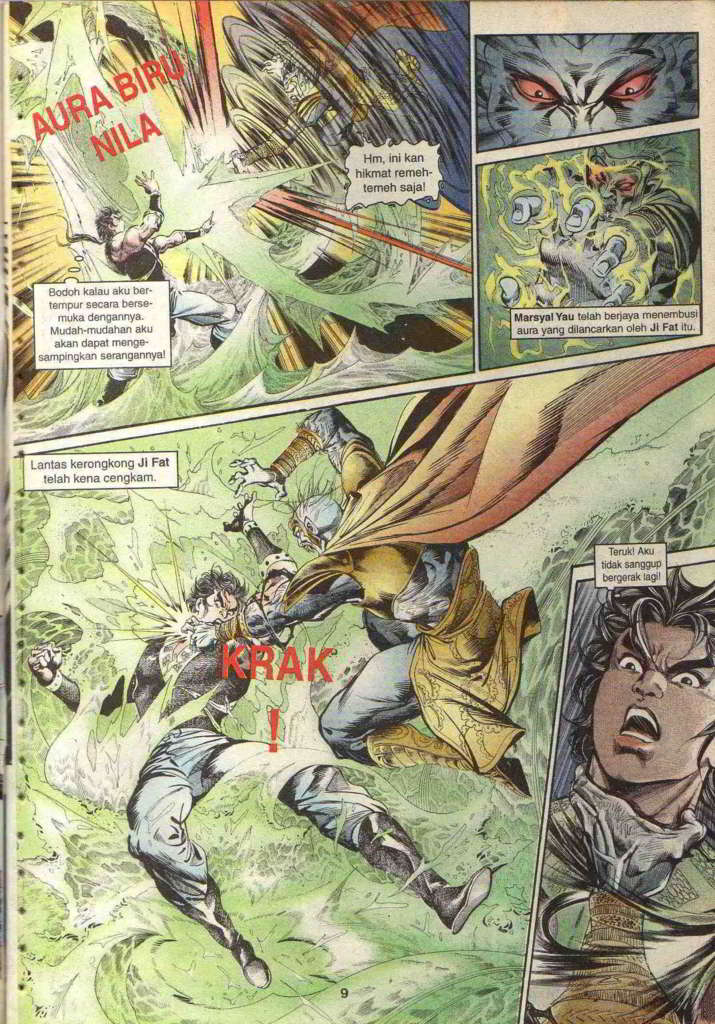 AURA BIRU
NILA
Hm, ini kan
hikmat remeh-
temeh saja!
Bodoh kalau aku ber-
tempur secara berse-
muka dengannya.
Mudah-mudahan aku
akan dapat menge-
sampingkan serangannya!
Marsyal Yau telah berjaya menembusi
aura yang dilancarkan oleh Ji Fat itu.
Lantas kerongkong Ji Fat
telah kena cengkam.
KRAK
!
Teruk! Aku
tidak sanggup
bergerak lagi!
9